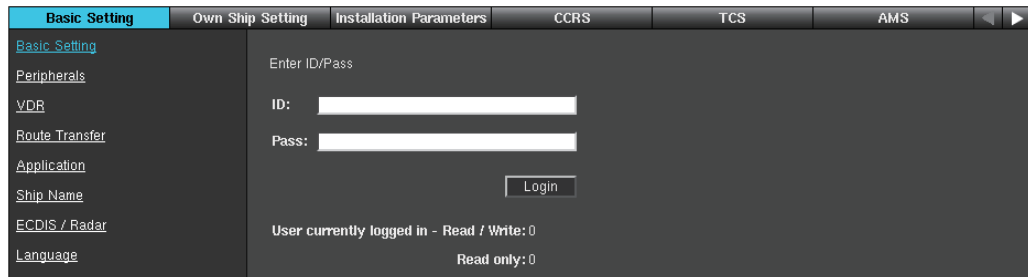 Basic Setting Own Ship Setting Installation Parameters CCRS TCS AMS
Basic Setting
Peripherals
VDR
Route Transfer
Application
Ship Name
ECDIS / Radar
Language
Enter ID/Pass
ID:
Pass:
Login
User currently logged in - Read / Write: 0
Read only: 0